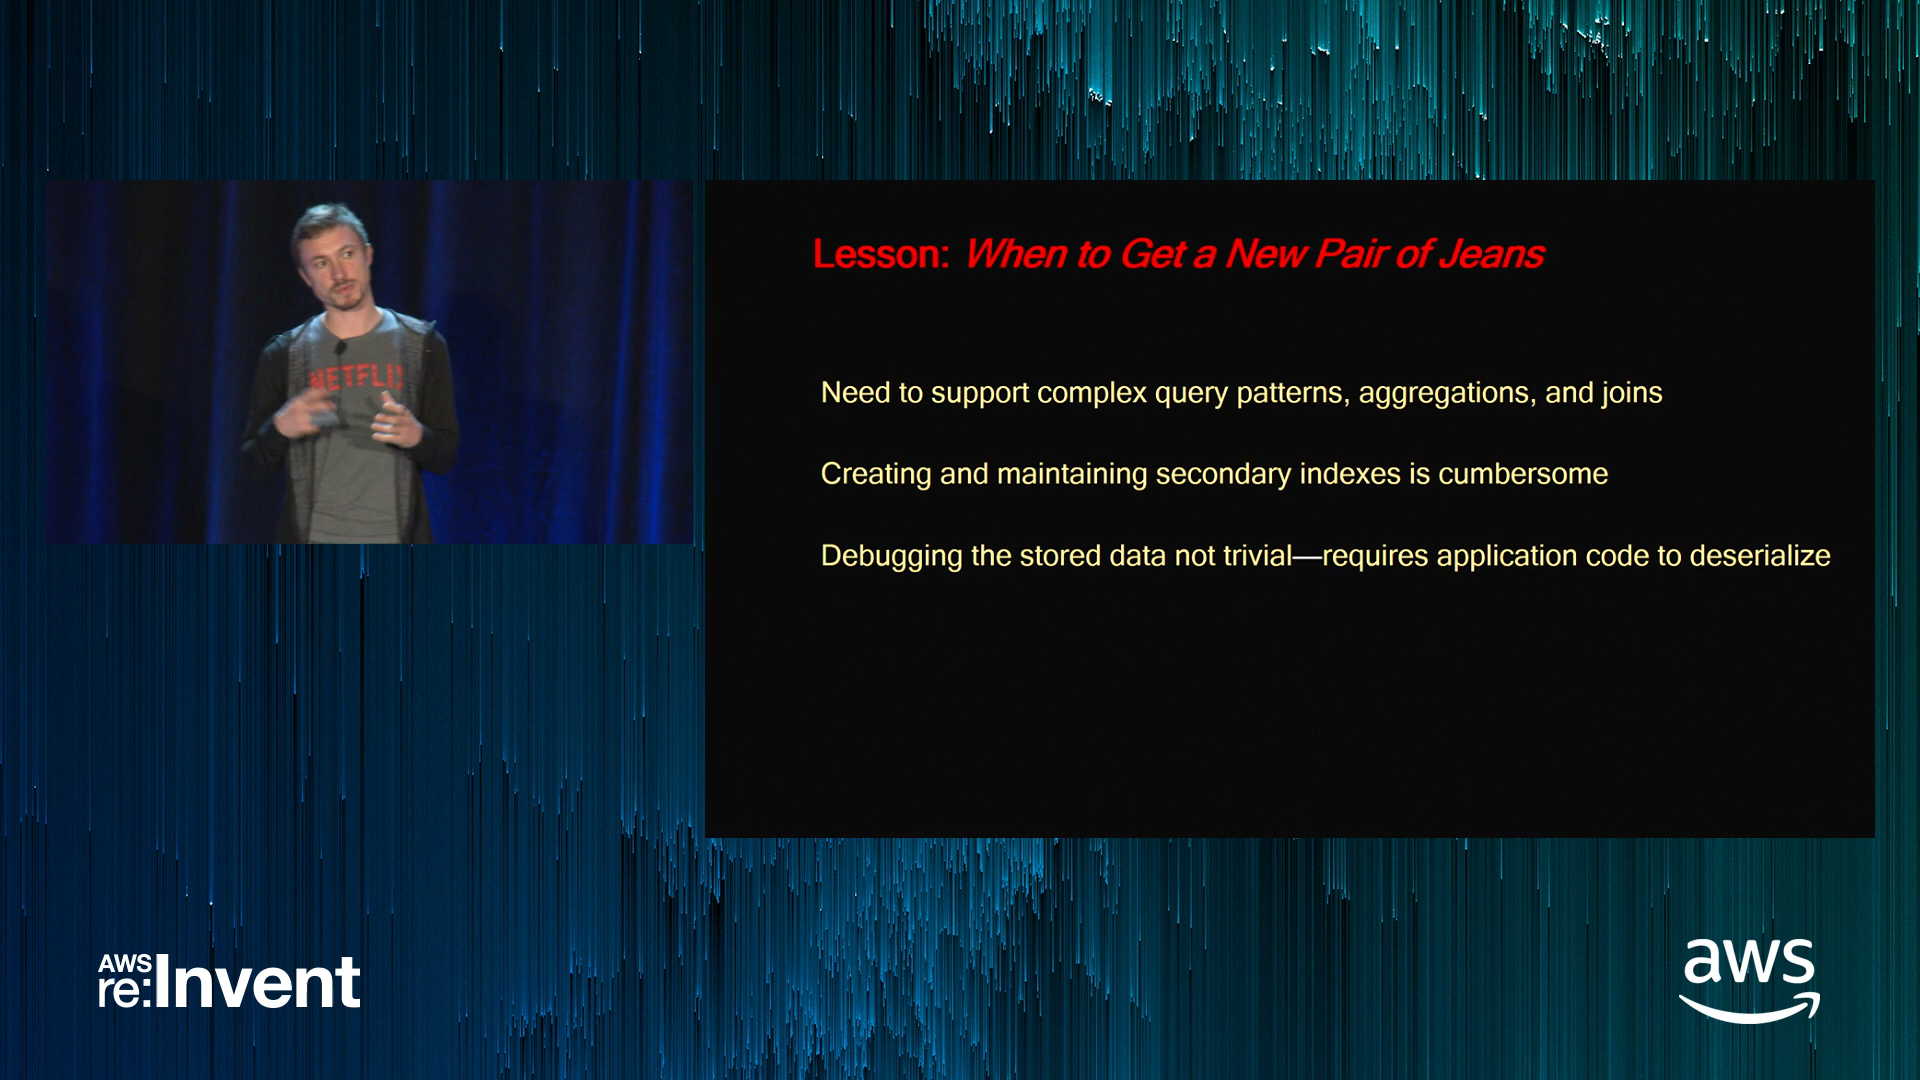 NETFLIX
Lesson: When to Get a New Pair of Jeans
Need to support complex query patterns, aggregations, and joins
Creating and maintaining secondary indexes is cumbersome
Debugging the stored data not trivial—requires application code to deserialize
AWS
re:Invent
aws